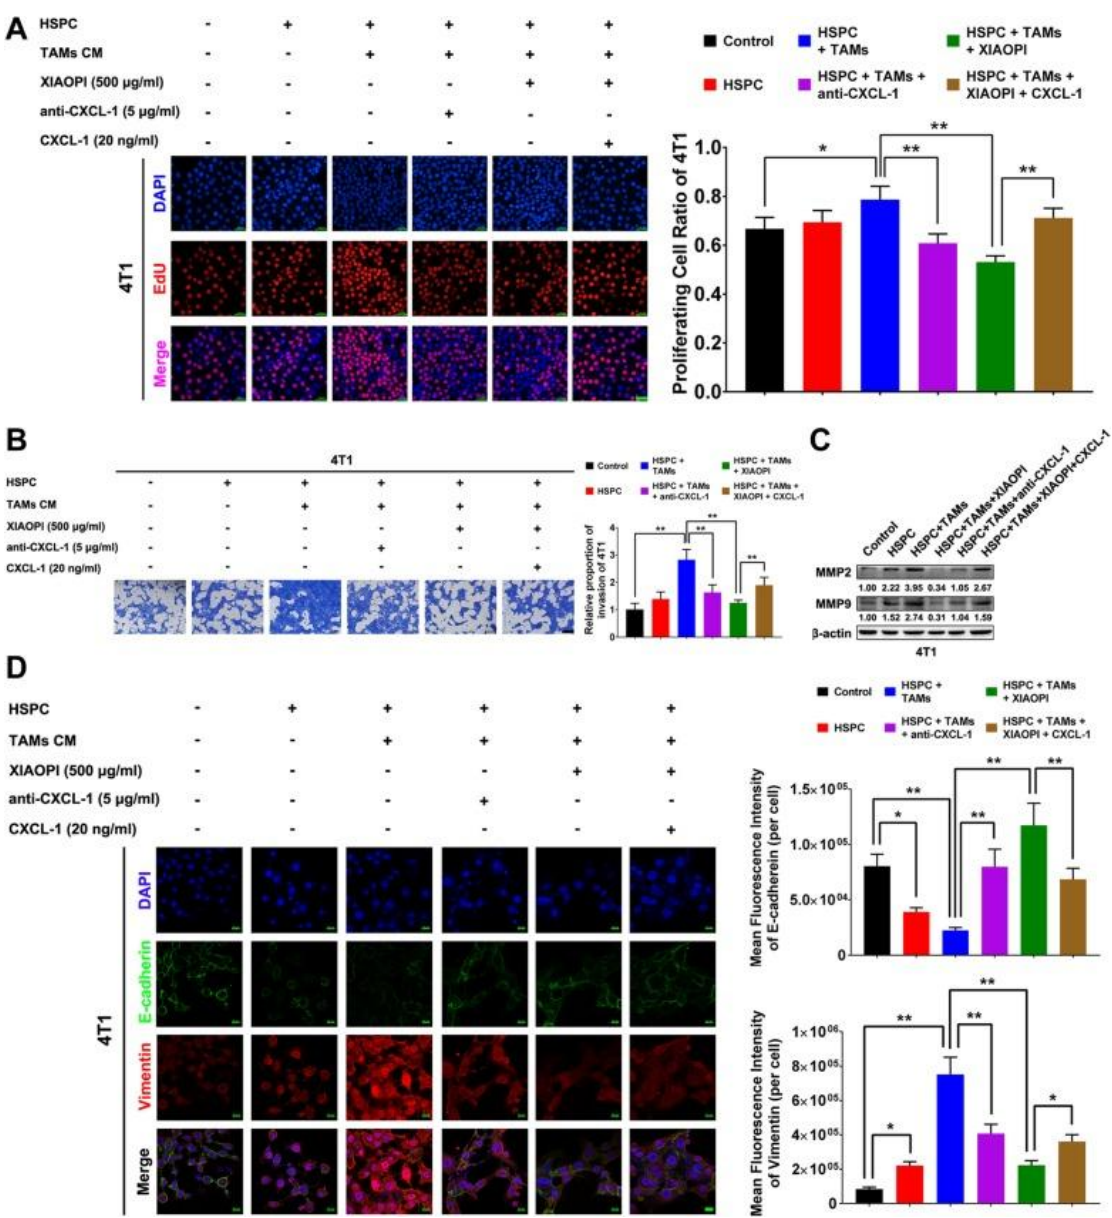 A
HSPC - + + + + +
TAMs CM - - + + + +
XIAOPI (500 µg/ml) - - - - + +
anti-CXCL-1 (5 µg/ml) - - - + - -
CXCL-1 (20 ng/ml) - - - - - +
4T1
DAPI
EdU
Merge
Control
HSPC
+ TAMs
HSPC + TAMs
+ XIAOPI
HSPC
HSPC + TAMs +
anti-CXCL-1
HSPC + TAMs +
XIAOPI + CXCL-1
Proliferating Cell Ratio of 4T1
1.0
0.8
0.6
0.4
0.2
0.0
* ** ** **
B
4T1
HSPC - + + + + +
TAMs CM - - + + + +
XIAOPI (500 µg/ml) - - - - + +
anti-CXCL-1 (5 µg/ml) - - - + - -
CXCL-1 (20 ng/ml) - - - - - +
Control
HSPC +
TAMs
HSPC + TAMs
+ XIAOPI
HSPC
HSPC + TAMs
+ anti-CXCL-1
HSPC + TAMs +
XIAOPI + CXCL-1
Relative proportion of
invasion of 4T1
4
3
2
1
0
** ** ** **
C
Control
HSPC
HSPC+TAMs
HSPC+TAMs+XIAOPI
HSPC+TAMs+anti-CXCL-1
HSPC+TAMs+XIAOPI+CXCL-1
MMP2
1.00 2.22 3.95 0.34 1.05 2.67
MMP9
1.00 1.52 2.74 0.31 1.04 1.59
β-actin
4T1
D
HSPC - + + + + +
TAMs CM - - + + + +
XIAOPI (500 µg/ml) - - - - + +
anti-CXCL-1 (5 µg/ml) - - - + - -
CXCL-1 (20 ng/ml) - - - - - +
4T1
DAPI
E-cadherin
Vimentin
Merge
Control
HSPC +
TAMs
HSPC + TAMs
+ XIAOPI
HSPC
HSPC + TAMs
+ anti-CXCL-1
HSPC + TAMs +
XIAOPI + CXCL-1
Mean Fluorescence Intensity
of E-cadherein (per cell)
1.5×10⁰⁵
1.0×10⁰⁵
5.0×10⁰⁴
0
** * ** ** **
Mean Fluorescence Intensity
of Vimentin (per cell)
1×10⁰⁶
8×10⁰⁵
6×10⁰⁵
4×10⁰⁵
2×10⁰⁵
0
* ** ** ** *